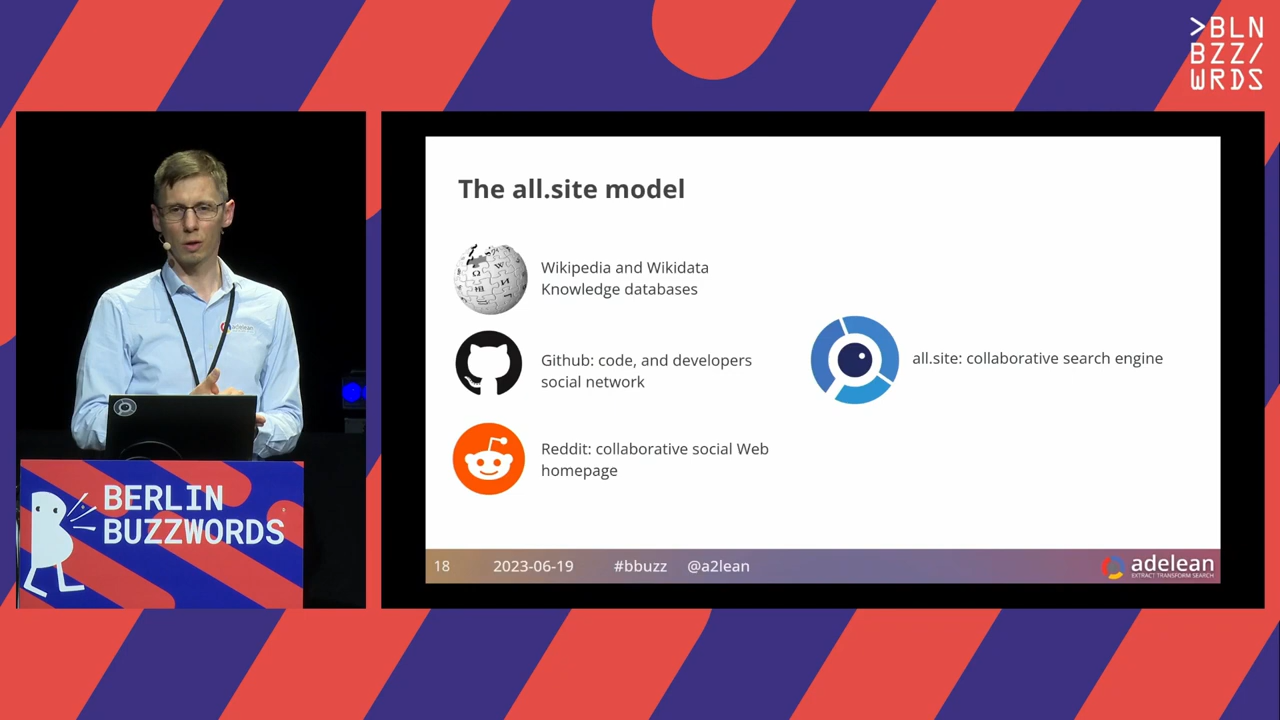 >BLN
BZZ/
WRDS
The all.site model
Wikipedia and Wikidata
Knowledge databases
Github: code, and developers
social network
all.site: collaborative search engine
Reddit: collaborative social Web
homepage
18 2023-06-19 #bbuzz @a2lean
adelean
EXTRACT TRANSFORM SEARCH
adelean
BERLIN
BUZZWORDS